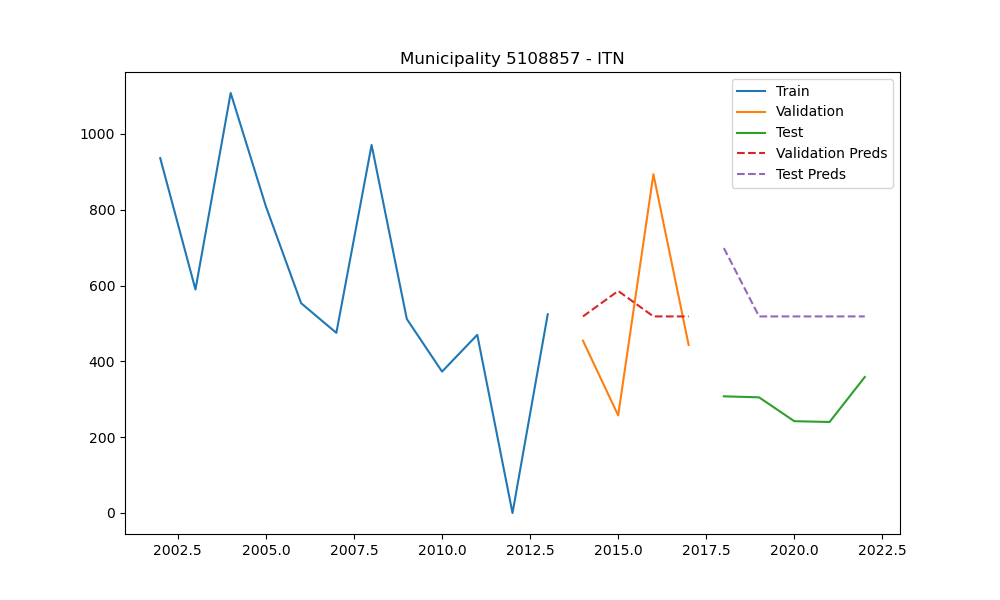 Municipality 5108857 - ITN
Train
Validation
Test
Validation Preds
Test Preds
1000
800
600
400
200
0
2002.5 2005.0 2007.5 2010.0 2012.5 2015.0 2017.5 2020.0 2022.5